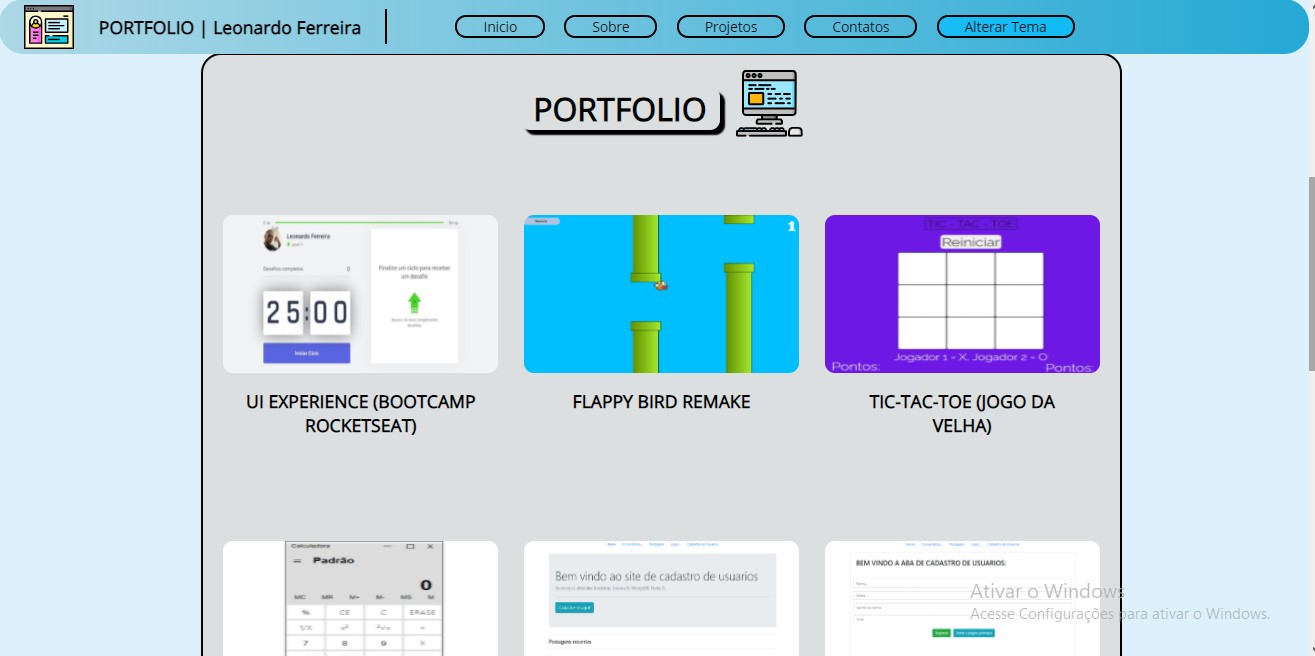 PORTFOLIO | Leonardo Ferreira
Inicio
Sobre
Projetos
Contatos
Alterar Tema
PORTFOLIO
Leonardo Ferreira
Desafios completos 0
25:00
Iniciar Ciclo
Finalize um ciclo para receber
um desafio
1
TIC - TAC - TOE
Reiniciar
Jogador 1 - X, Jogador 2 - O
Pontos:
Pontos:
UI EXPERIENCE (BOOTCAMP
ROCKETSEAT)
FLAPPY BIRD REMAKE
TIC-TAC-TOE (JOGO DA
VELHA)
Calculadora
Padrão
0
MC MR M+ M- MS M
% CE C ERASE
1/X x² ²√x ÷
7 8 9 X
Bem vindo ao site de cadastro de usuarios
Postagens recentes
BEM VINDO A ABA DE CADASTRO DE USUARIOS:
Ativar o Windows
Acesse Configurações para ativar o Windows.